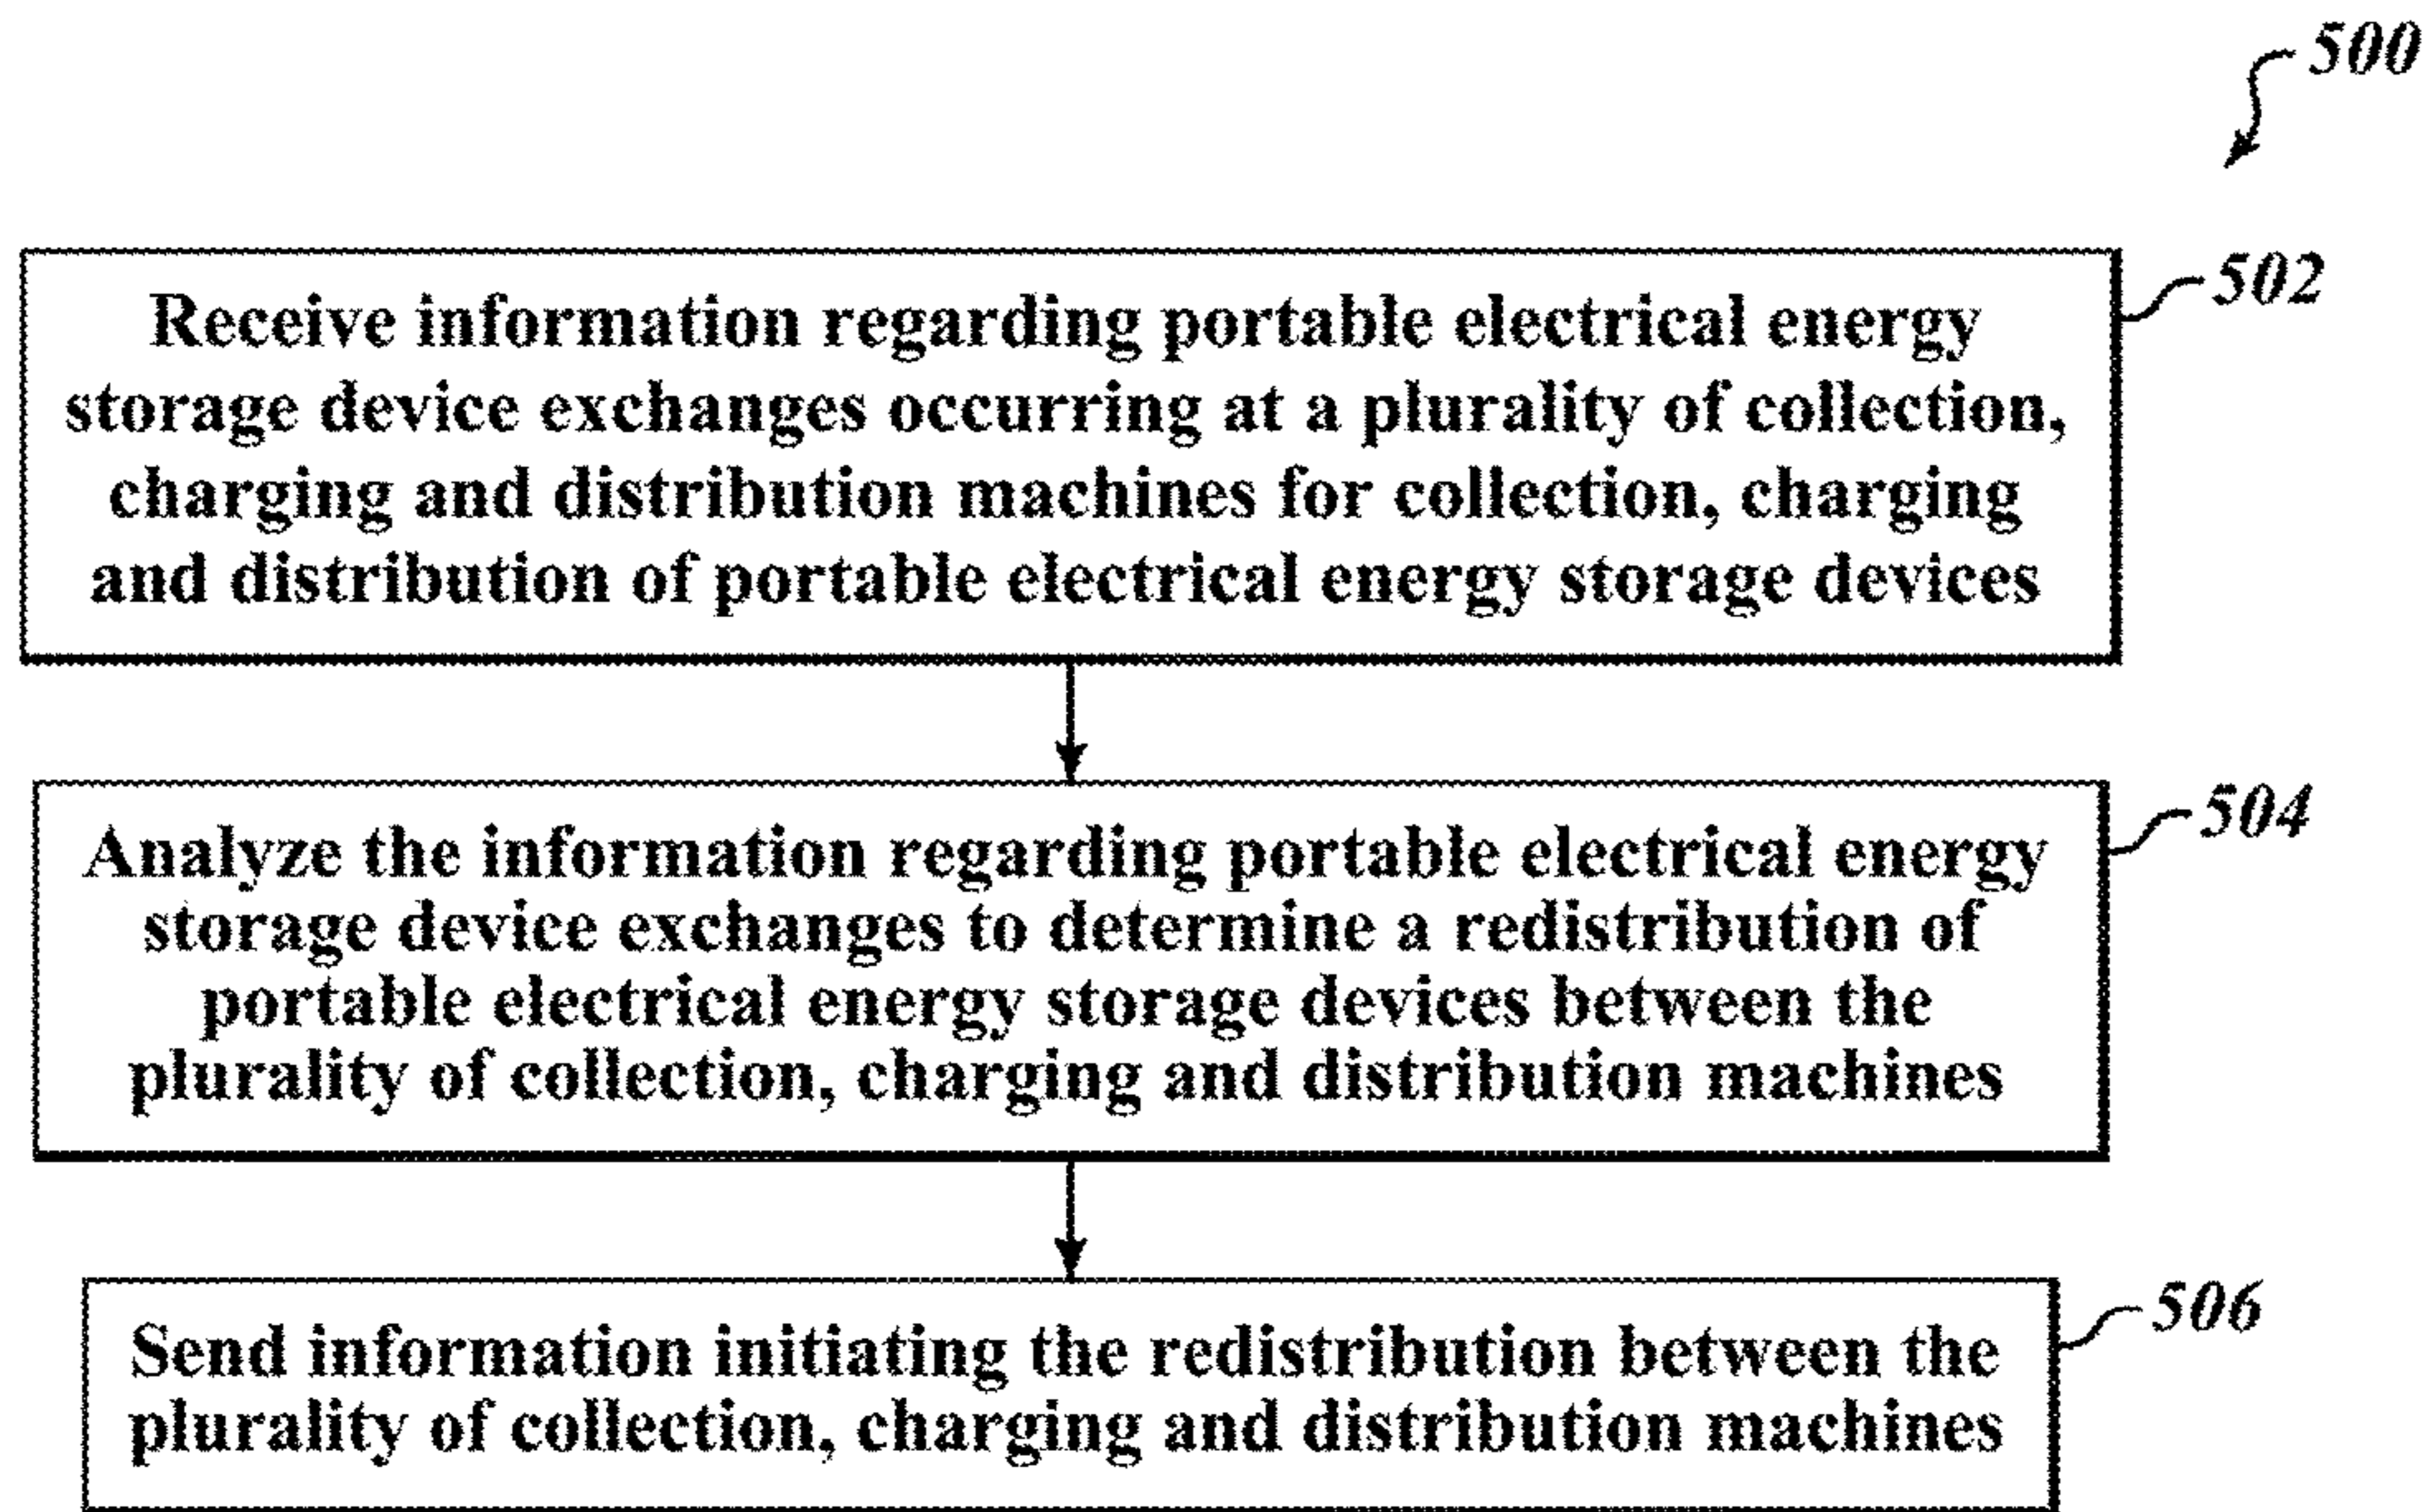 500
502
Receive information regarding portable electrical energy
storage device exchanges occurring at a plurality of collection,
charging and distribution machines for collection, charging
and distribution of portable electrical energy storage devices
504
Analyze the information regarding portable electrical energy
storage device exchanges to determine a redistribution of
portable electrical energy storage devices between the
plurality of collection, charging and distribution machines
506
Send information initiating the redistribution between the
plurality of collection, charging and distribution machines